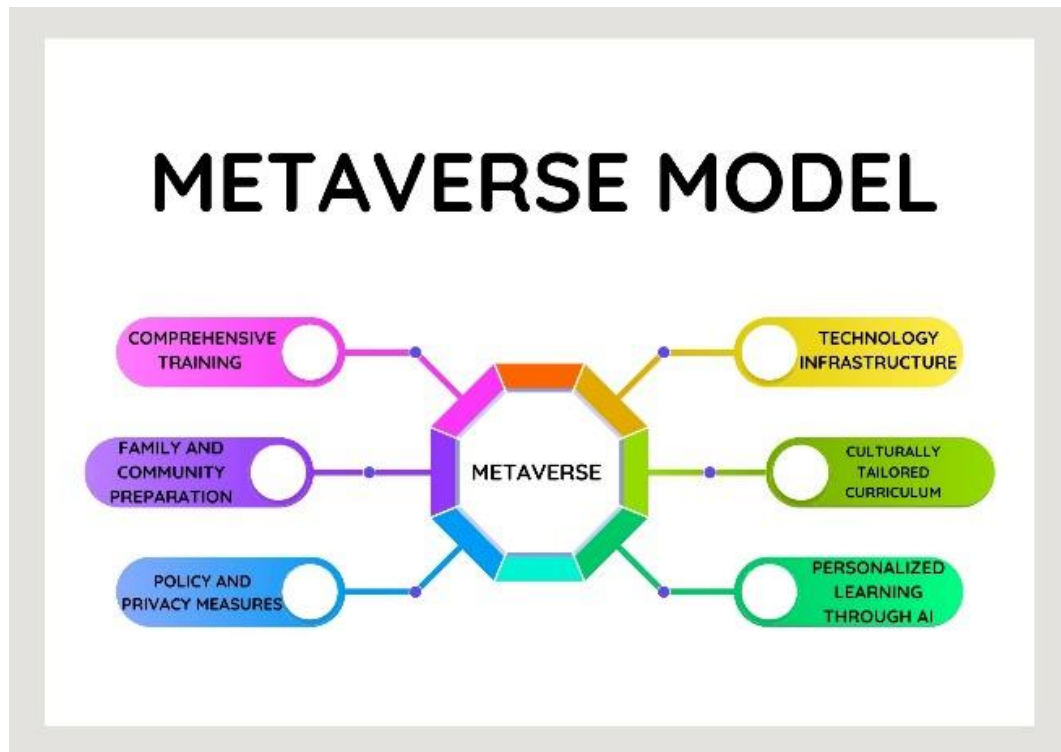 METAVERSE MODEL
COMPREHENSIVE
TRAINING
FAMILY AND
COMMUNITY
PREPARATION
POLICY AND
PRIVACY MEASURES
METAVERSE
TECHNOLOGY
INFRASTRUCTURE
CULTURALLY
TAILORED
CURRICULUM
PERSONALIZED
LEARNING
THROUGH AI